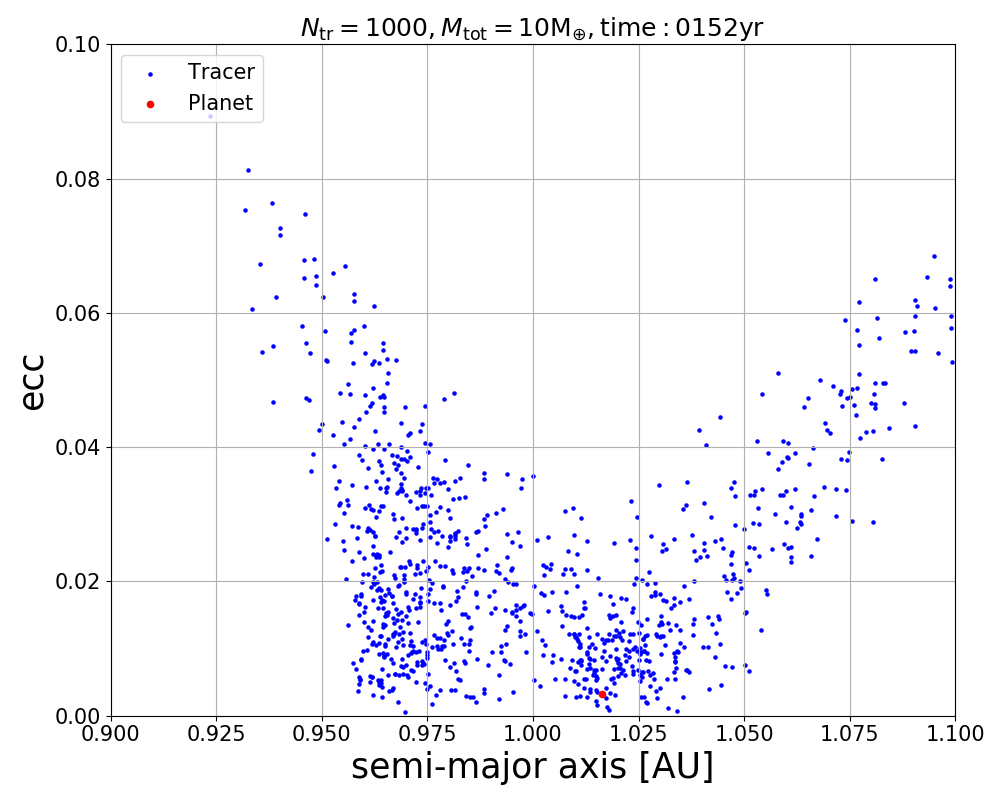 N_tr = 1000, M_tot = 10M_⊕, time : 0152yr
Tracer
Planet
0.10
0.08
0.06
0.04
0.02
0.00
ecc
0.900 0.925 0.950 0.975 1.000 1.025 1.050 1.075 1.100
semi-major axis [AU]